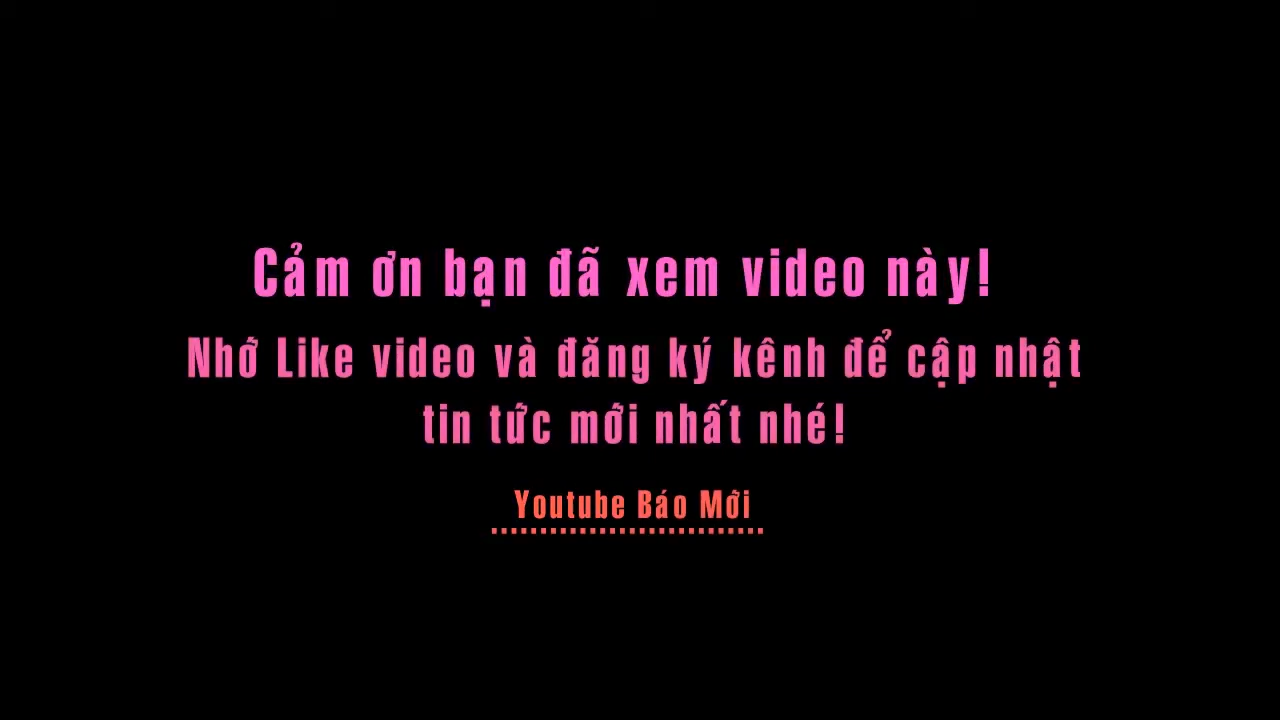 Cảm ơn bạn đã xem video này!
Nhớ Like video và đăng ký kênh để cập nhật
tin tức mới nhất nhé!
Youtube Báo Mới